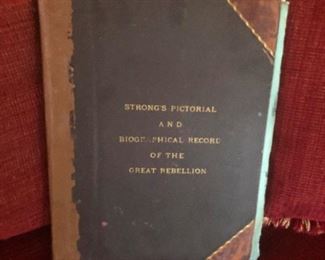 STRONG'S PICTORIAL
AND
BIOGRAPHICAL RECORD
OF THE
GREAT REBELLION